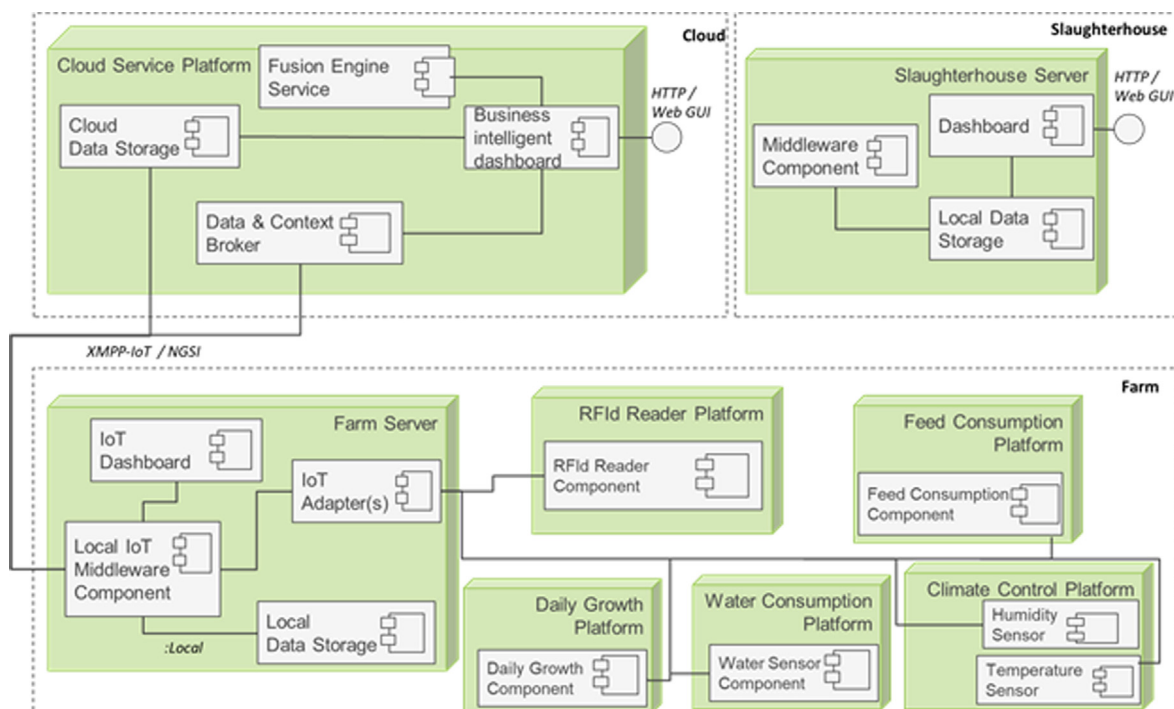 Cloud
Cloud Service Platform
Fusion Engine
Service
Cloud
Data Storage
Business
intelligent
dashboard
HTTP /
Web GUI
Data & Context
Broker
Slaughterhouse
Slaughterhouse Server
HTTP /
Web GUI
Dashboard
Middleware
Component
Local Data
Storage
XMPP-IoT / NGSI
Farm
Farm Server
IoT
Dashboard
IoT
Adapter(s)
Local IoT
Middleware
Component
Local
Data Storage
:Local
RFId Reader Platform
RFId Reader
Component
Feed Consumption
Platform
Feed Consumption
Component
Daily Growth
Platform
Daily Growth
Component
Water Consumption
Platform
Water Sensor
Component
Climate Control Platform
Humidity
Sensor
Temperature
Sensor